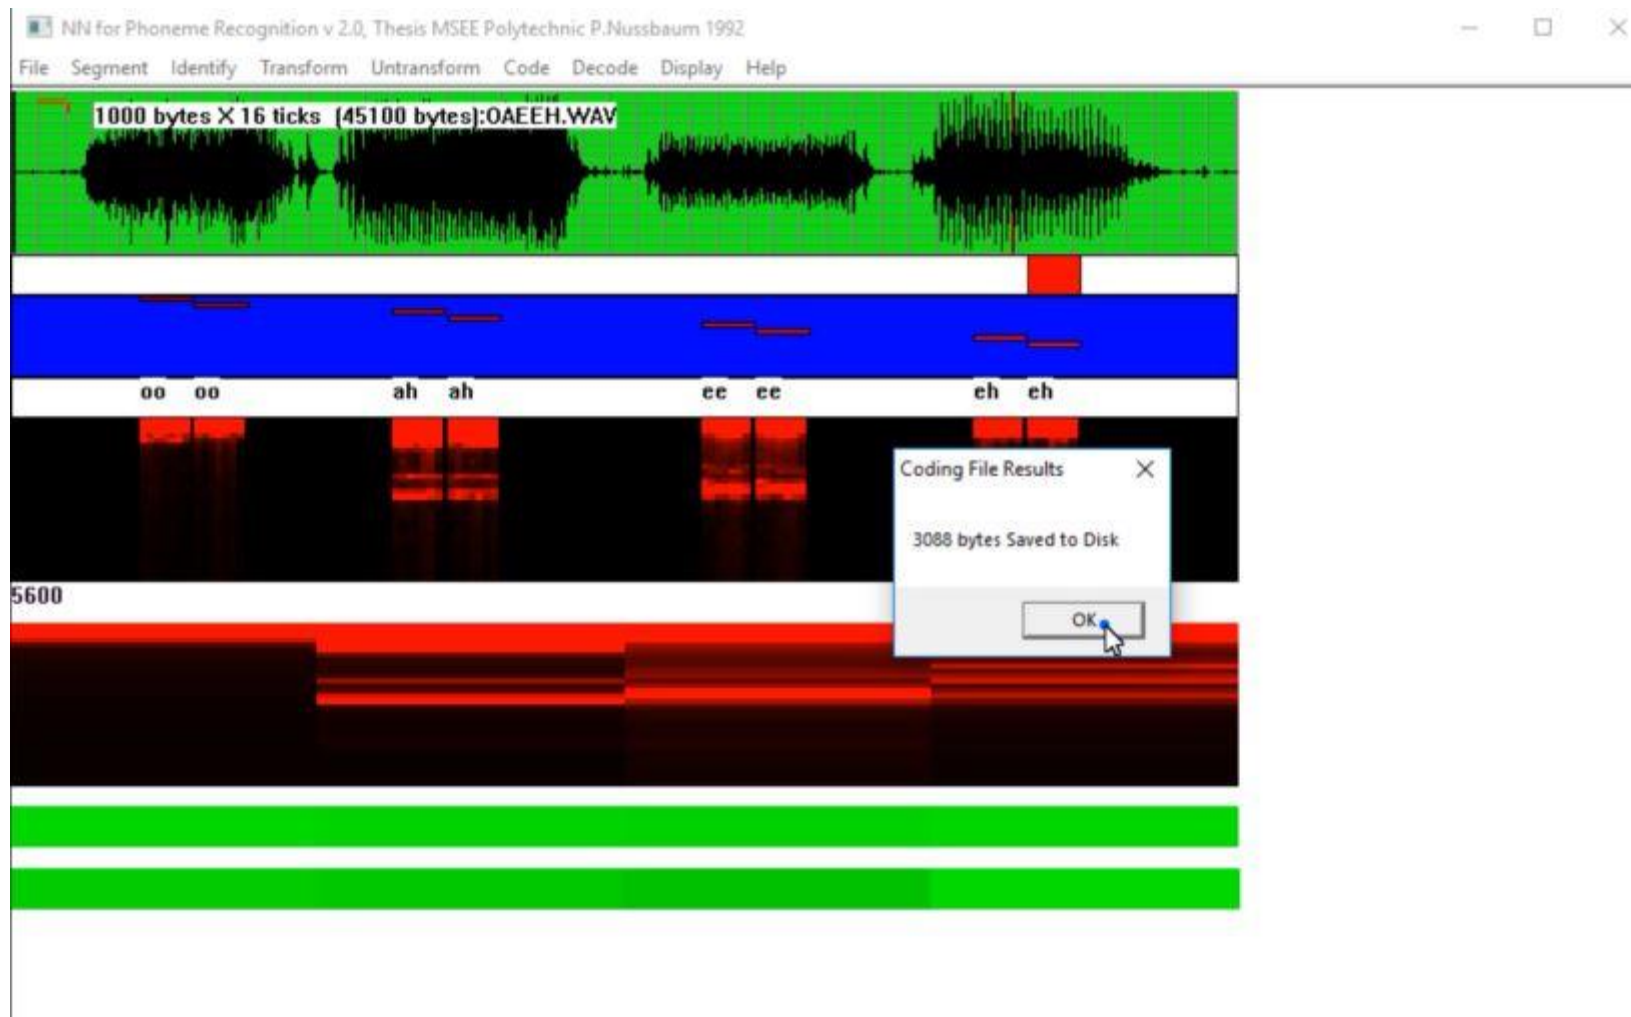 NN for Phoneme Recognition v 2.0, Thesis MSEE Polytechnic P.Nussbaum 1992
File Segment Identify Transform Untransform Code Decode Display Help
1000 bytes X 16 ticks (45100 bytes):OAEEH.WAV
oo oo ah ah ee ee eh eh
Coding File Results
3088 bytes Saved to Disk
5600
OK